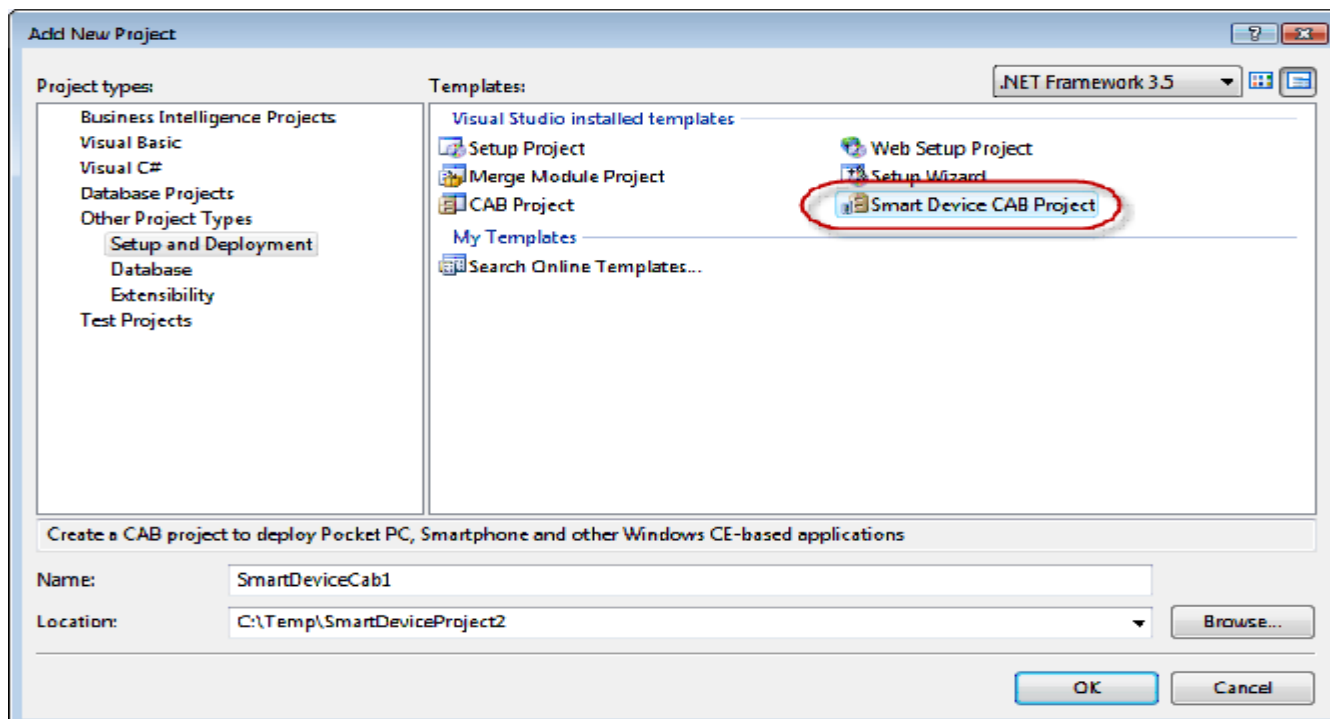 Add New Project
Project types:
Templates:
.NET Framework 3.5
Business Intelligence Projects
Visual Basic
Visual C#
Database Projects
Other Project Types
Setup and Deployment
Database
Extensibility
Test Projects
Visual Studio installed templates
Setup Project
Web Setup Project
Merge Module Project
Setup Wizard
CAB Project
Smart Device CAB Project
My Templates
Search Online Templates...
Create a CAB project to deploy Pocket PC, Smartphone and other Windows CE-based applications
Name:
SmartDeviceCab1
Location:
C:\Temp\SmartDeviceProject2
Browse...
OK
Cancel